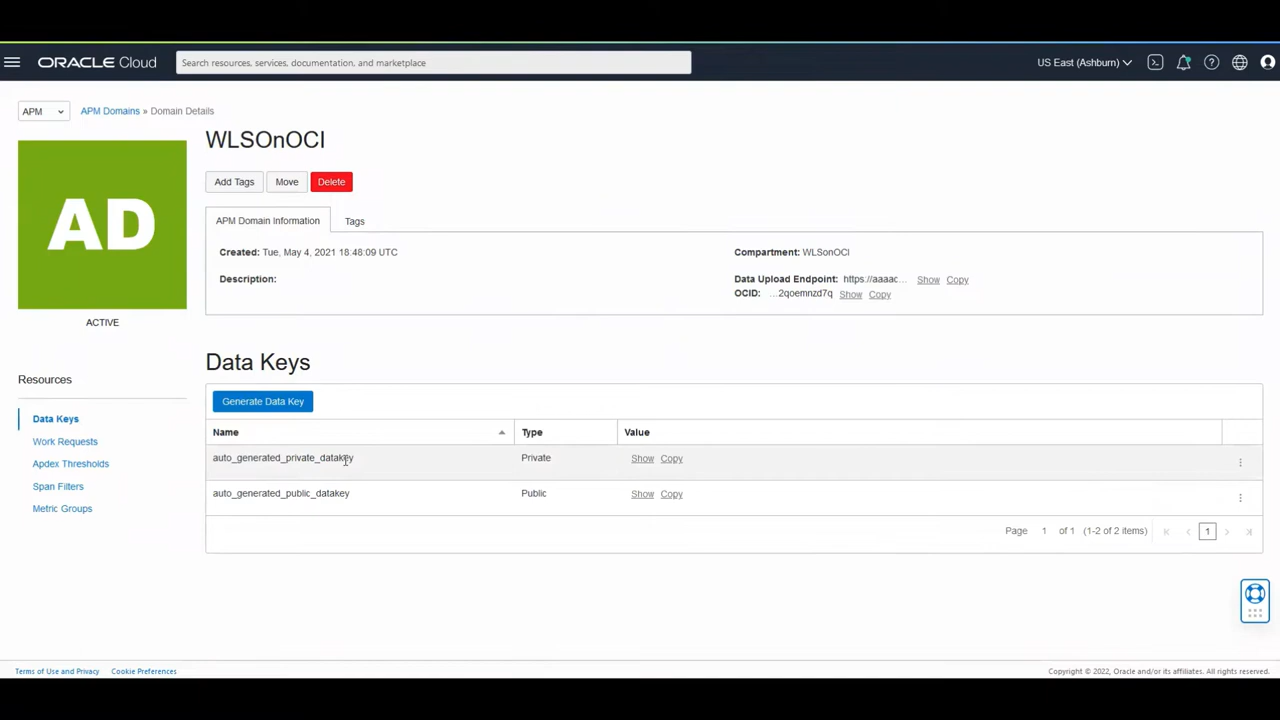 ORACLE Cloud
Search resources, services, documentation, and marketplace
US East (Ashburn)
APM
APM Domains » Domain Details
WLSOnOCI
AD
ACTIVE
Add Tags Move Delete
APM Domain Information Tags
Created: Tue, May 4, 2021 18:48:09 UTC
Description:
Compartment: WLSonOCI
Data Upload Endpoint: https://aaaac... Show Copy
OCID: ...2qoemnzd7q Show Copy
Resources
Data Keys
Work Requests
Apdex Thresholds
Span Filters
Metric Groups
Data Keys
Generate Data Key
Name Type Value
auto_generated_private_datakey Private Show Copy
auto_generated_public_datakey Public Show Copy
Page 1 of 1 (1-2 of 2 items) 1
Terms of Use and Privacy Cookie Preferences
Copyright © 2022, Oracle and/or its affiliates. All rights reserved.